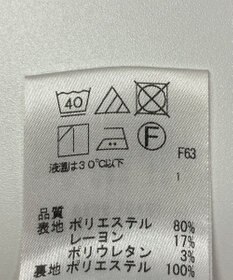 40
F
液温は30℃以下
F63
1
品質
表地 ポリエステル 80%
レーヨン 17%
ポリウレタン 3%
裏地 ポリエステル 100%